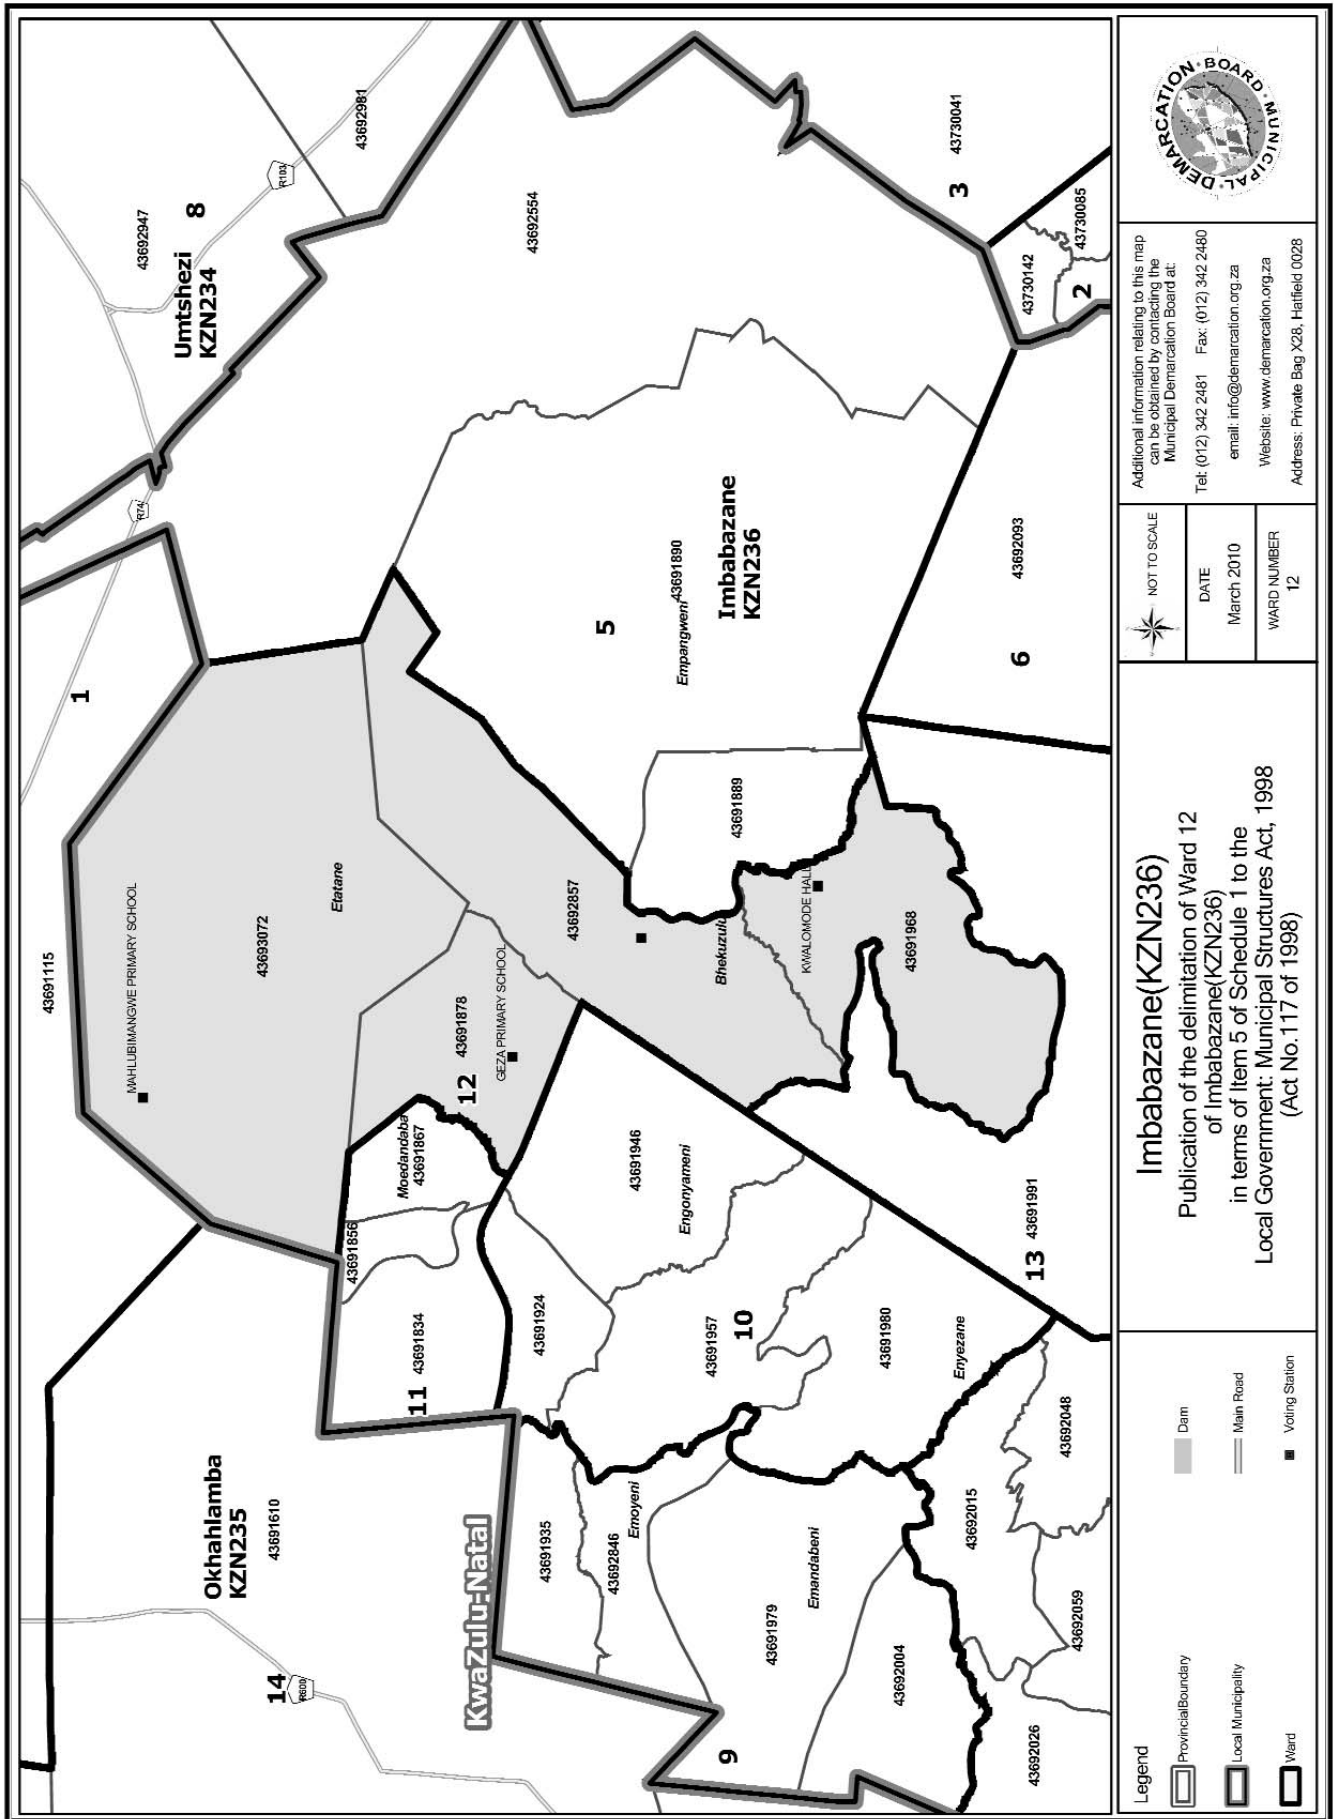 43691115
1
MAHLUBIMANGWE PRIMARY SCHOOL
43693072
Etatane
R74
43692947
8
Umtshezi
KZN234
R103
43692981
43692554
14
R600
Okhahlamba
KZN235
43691610
KwaZulu-Natal
43691856
Moedandaba
43691867
43691834
11
12
43691878
GEZA PRIMARY SCHOOL
43692857
Bhekuzulu
43691889
KWALOMODE HALL
43691968
5
Empangweni
43691890
Imbabazane
KZN236
43691924
43691946
Engonyameni
43691957
10
43691980
Enyezane
43691935
43692846
Emoyeni
43691979
Emandabeni
43692004
9
43692026
43692015
43692059
43692048
13
43691991
6
43692093
3
43730041
43730142
43730085
2
Legend
ProvincialBoundary
Local Municipality
Ward
Dam
Main Road
Voting Station
Imbabazane(KZN236)
Publication of the delimitation of Ward 12
of Imbabazane(KZN236)
in terms of Item 5 of Schedule 1 to the
Local Government: Municipal Structures Act, 1998
(Act No.117 of 1998)
NOT TO SCALE
DATE
March 2010
WARD NUMBER
12
Additional information relating to this map
can be obtained by contacting the
Municipal Demarcation Board at:
Tel: (012) 342 2481 Fax: (012) 342 2480
email: info@demarcation.org.za
Website: www.demarcation.org.za
Address: Private Bag X28, Hatfield 0028
MUNICIPAL DEMARCATION BOARD